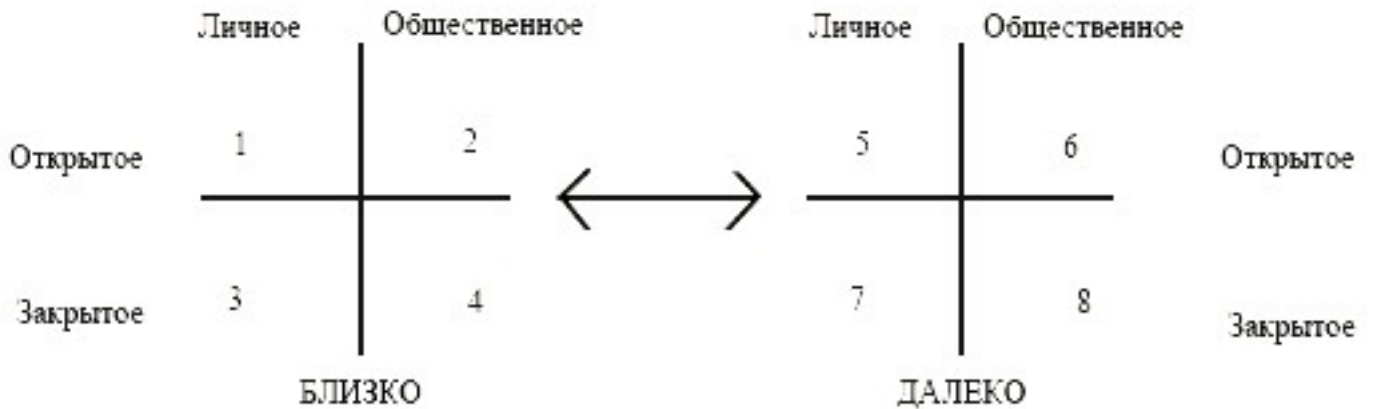 Личное Общественное Личное Общественное
Открытое 1 2 5 6 Открытое
Закрытое 3 4 7 8 Закрытое
БЛИЗКО ДАЛЕКО